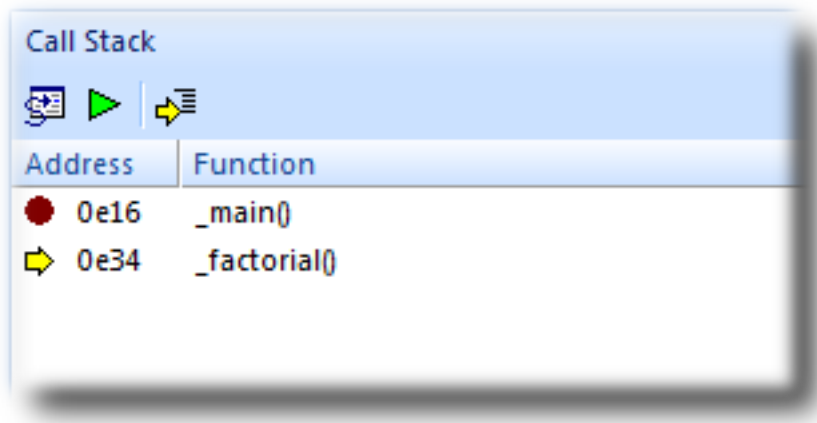 Call Stack
Address Function
0e16 _main()
0e34 _factorial()